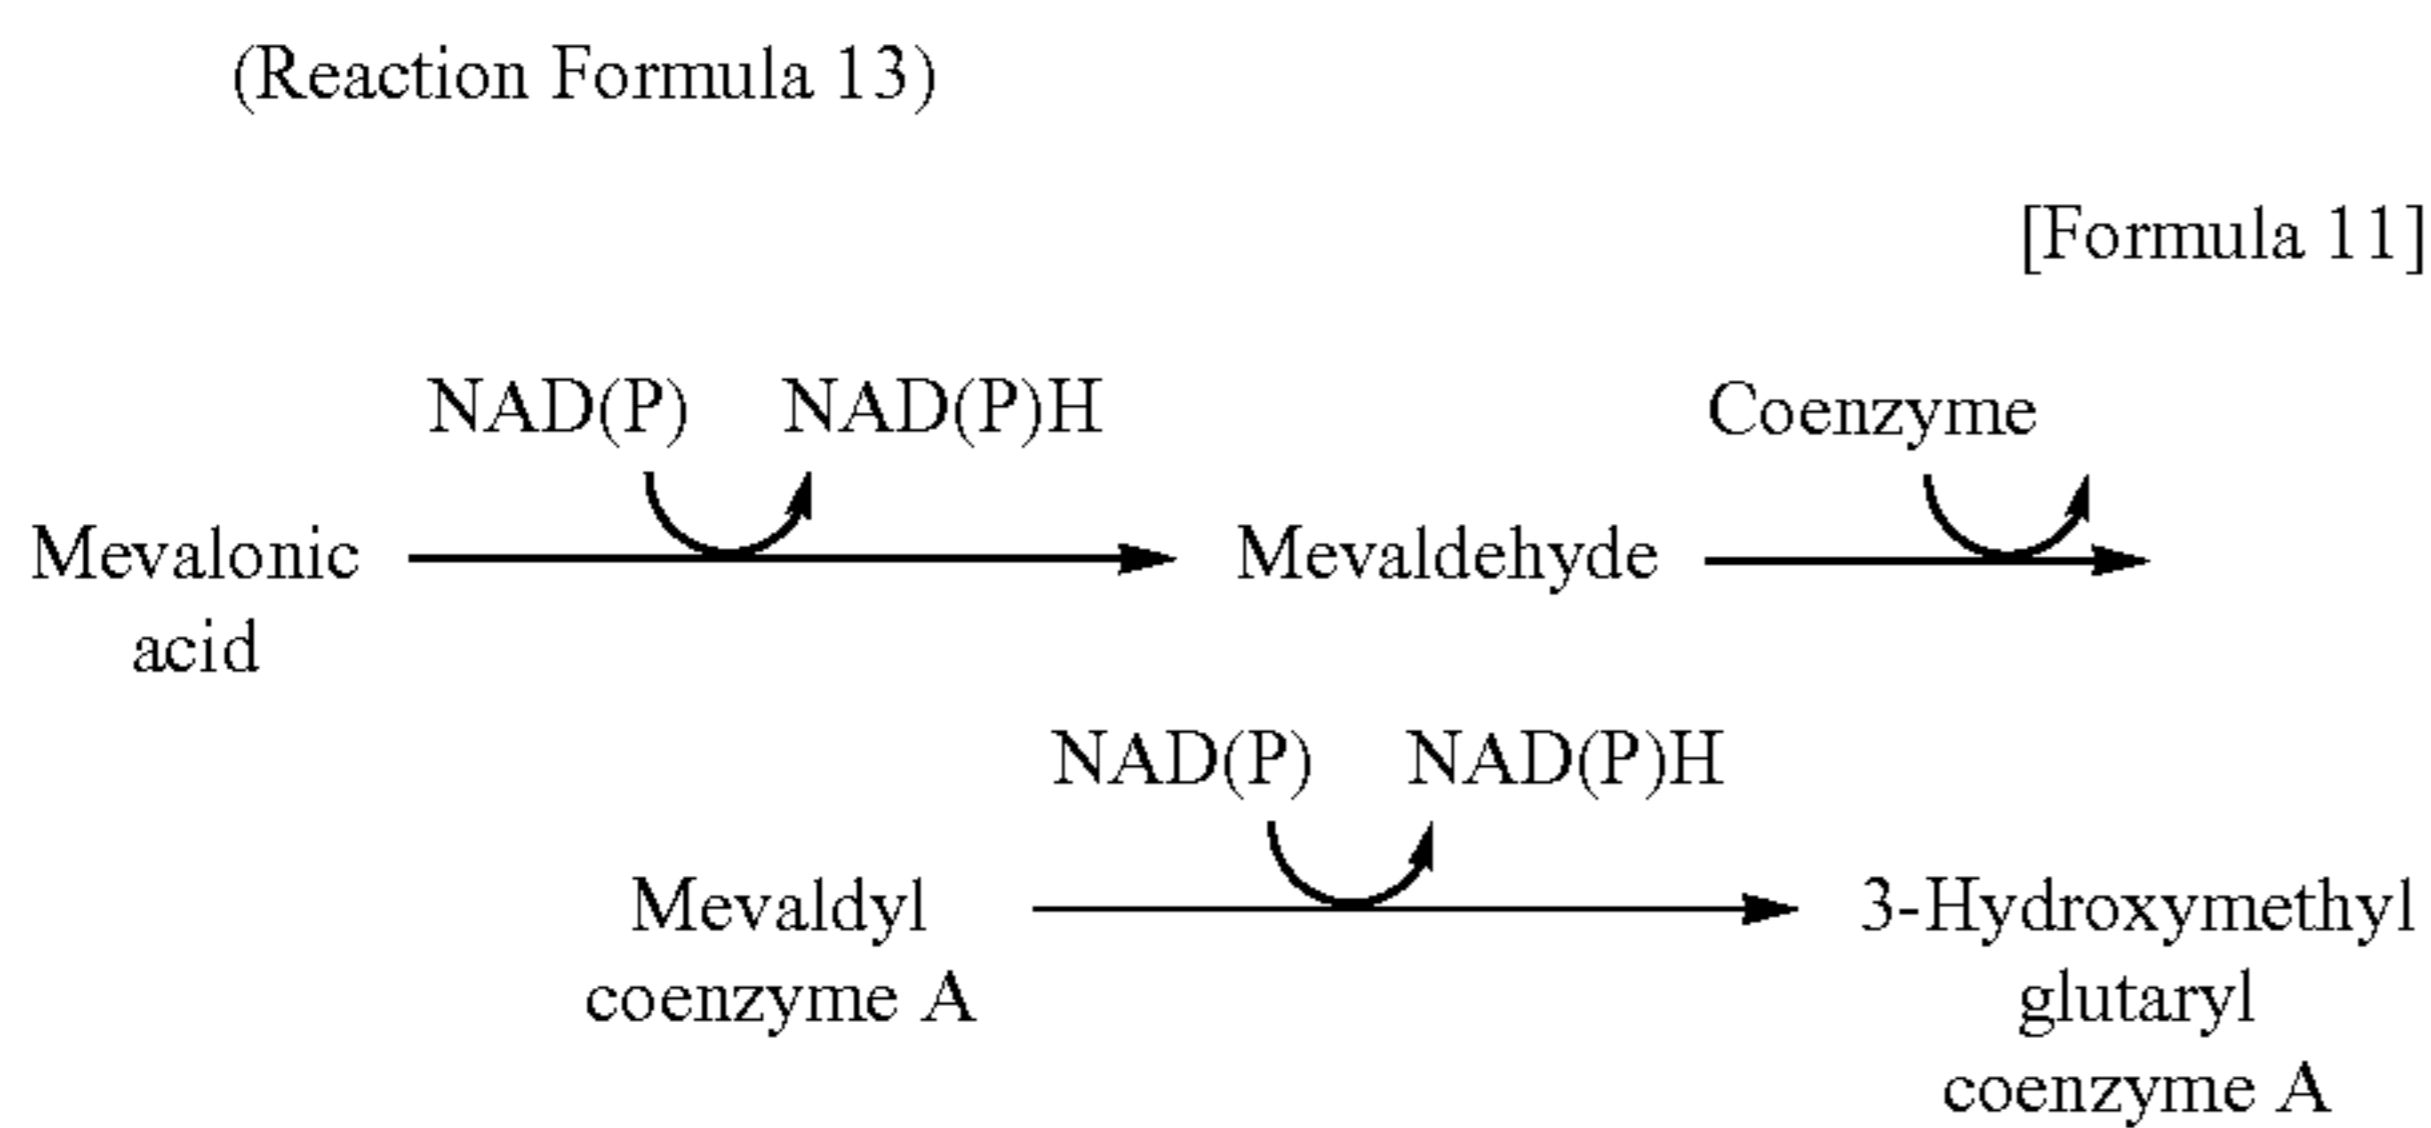 (Reaction Formula 13)
[Formula 11]
NAD(P) NAD(P)H Coenzyme
Mevalonic Mevaldehyde
acid
NAD(P) NAD(P)H
Mevaldyl 3-Hydroxymethyl
coenzyme A glutaryl
coenzyme A